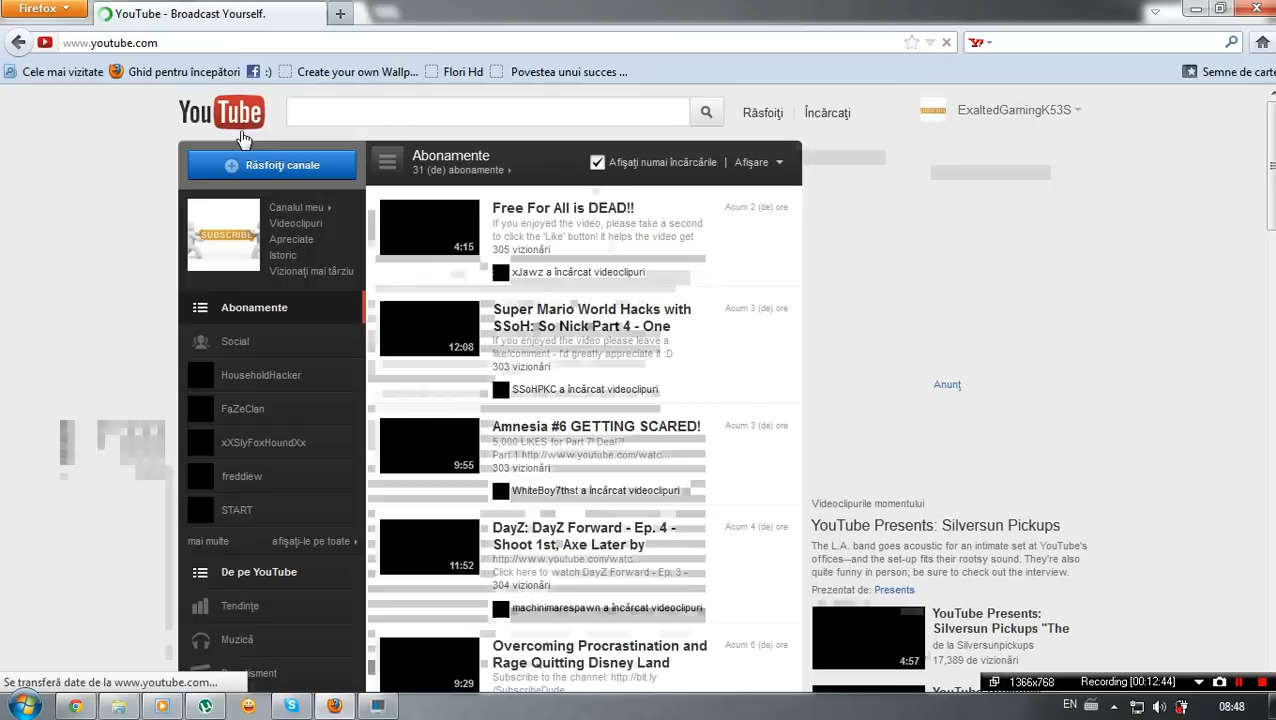 Firefox
YouTube - Broadcast Yourself.
www.youtube.com
Cele mai vizitate
Ghid pentru începători
:)
Create your own Wallp...
Flori Hd
Povestea unui succes ...
Semne de carte
YouTube
Răsfoiți
Încărcați
ExaltedGamingK53S
Răsfoiți canale
Abonamente
31 (de) abonamente
Afișați numai încărcările
Afișare
SUBSCRIBE
Canalul meu
Videoclipuri
Apreciate
Istoric
Vizionați mai târziu
Abonamente
Social
HouseholdHacker
FaZeClan
xXSlyFoxHoundXx
freddiew
START
mai multe
afișați-le pe toate
De pe YouTube
Tendințe
Muzică
Free For All is DEAD!!
Acum 2 (de) ore
If you enjoyed the video, please take a second
to click the 'Like' button! It helps the video get
305 vizionări
4:15
xJawz a încărcat videoclipuri
Super Mario World Hacks with
SSoH: So Nick Part 4 - One
Acum 3 (de) ore
If you enjoyed the video please leave a
like/comment - I'd greatly appreciate it :D
303 vizionări
12:08
SSoHPKC a încărcat videoclipuri
Amnesia #6 GETTING SCARED!
Acum 3 (de) ore
5,000 LIKES for Part 7! Deal?!
Part 1 http://www.youtube.com/watc...
303 vizionări
9:55
WhiteBoy7thst a încărcat videoclipuri
DayZ: DayZ Forward - Ep. 4 -
Shoot 1st, Axe Later by
Acum 4 (de) ore
http://www.youtube.com/watc...
Click here to watch DayZ Forward - Ep. 3 -
304 vizionări
11:52
machinimarespawn a încărcat videoclipuri
Overcoming Procrastination and
Rage Quitting Disney Land
Acum 6 (de) ore
Subscribe to the channel: http://bit.ly
/SubscribeDude
9:29
Anunț
Videoclipurile momentului
YouTube Presents: Silversun Pickups
The L.A. band goes acoustic for an intimate set at YouTube's
offices--and the set-up fits their rootsy sound. They're also
quite funny in person; be sure to check out the interview.
Prezentat de: Presents
YouTube Presents:
Silversun Pickups "The
de la Silversunpickups
17,389 de vizionări
4:57
Se transferă date de la www.youtube.com...
1366x768
Recording [00:12:44]
EN
08:48